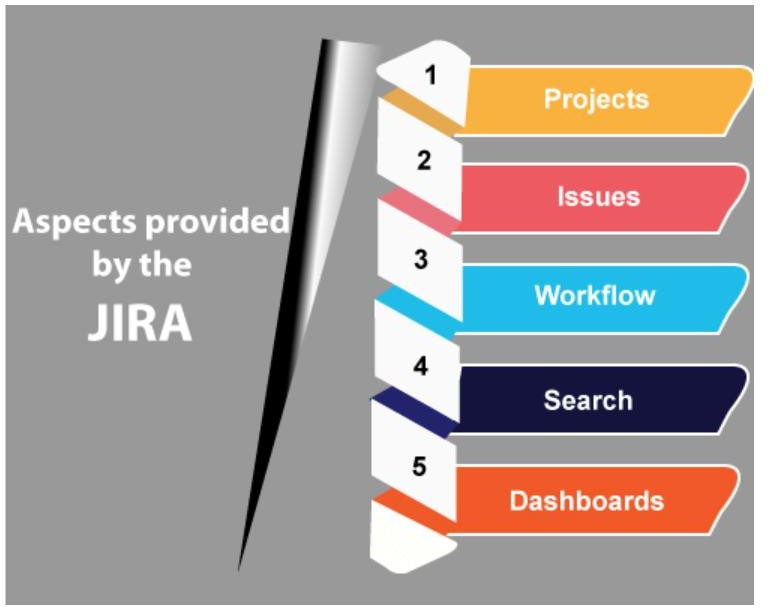 Aspects provided
by the
JIRA
1
Projects
2
Issues
3
Workflow
4
Search
5
Dashboards